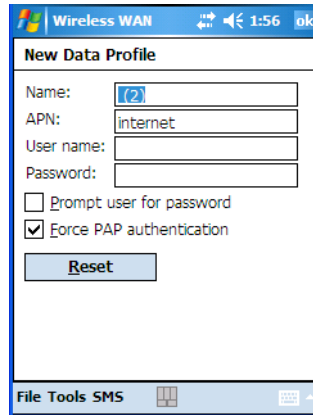 Wireless WAN 1:56 ok
New Data Profile
Name: (2)
APN: internet
User name:
Password:
Prompt user for password
Force PAP authentication
Reset
File Tools SMS